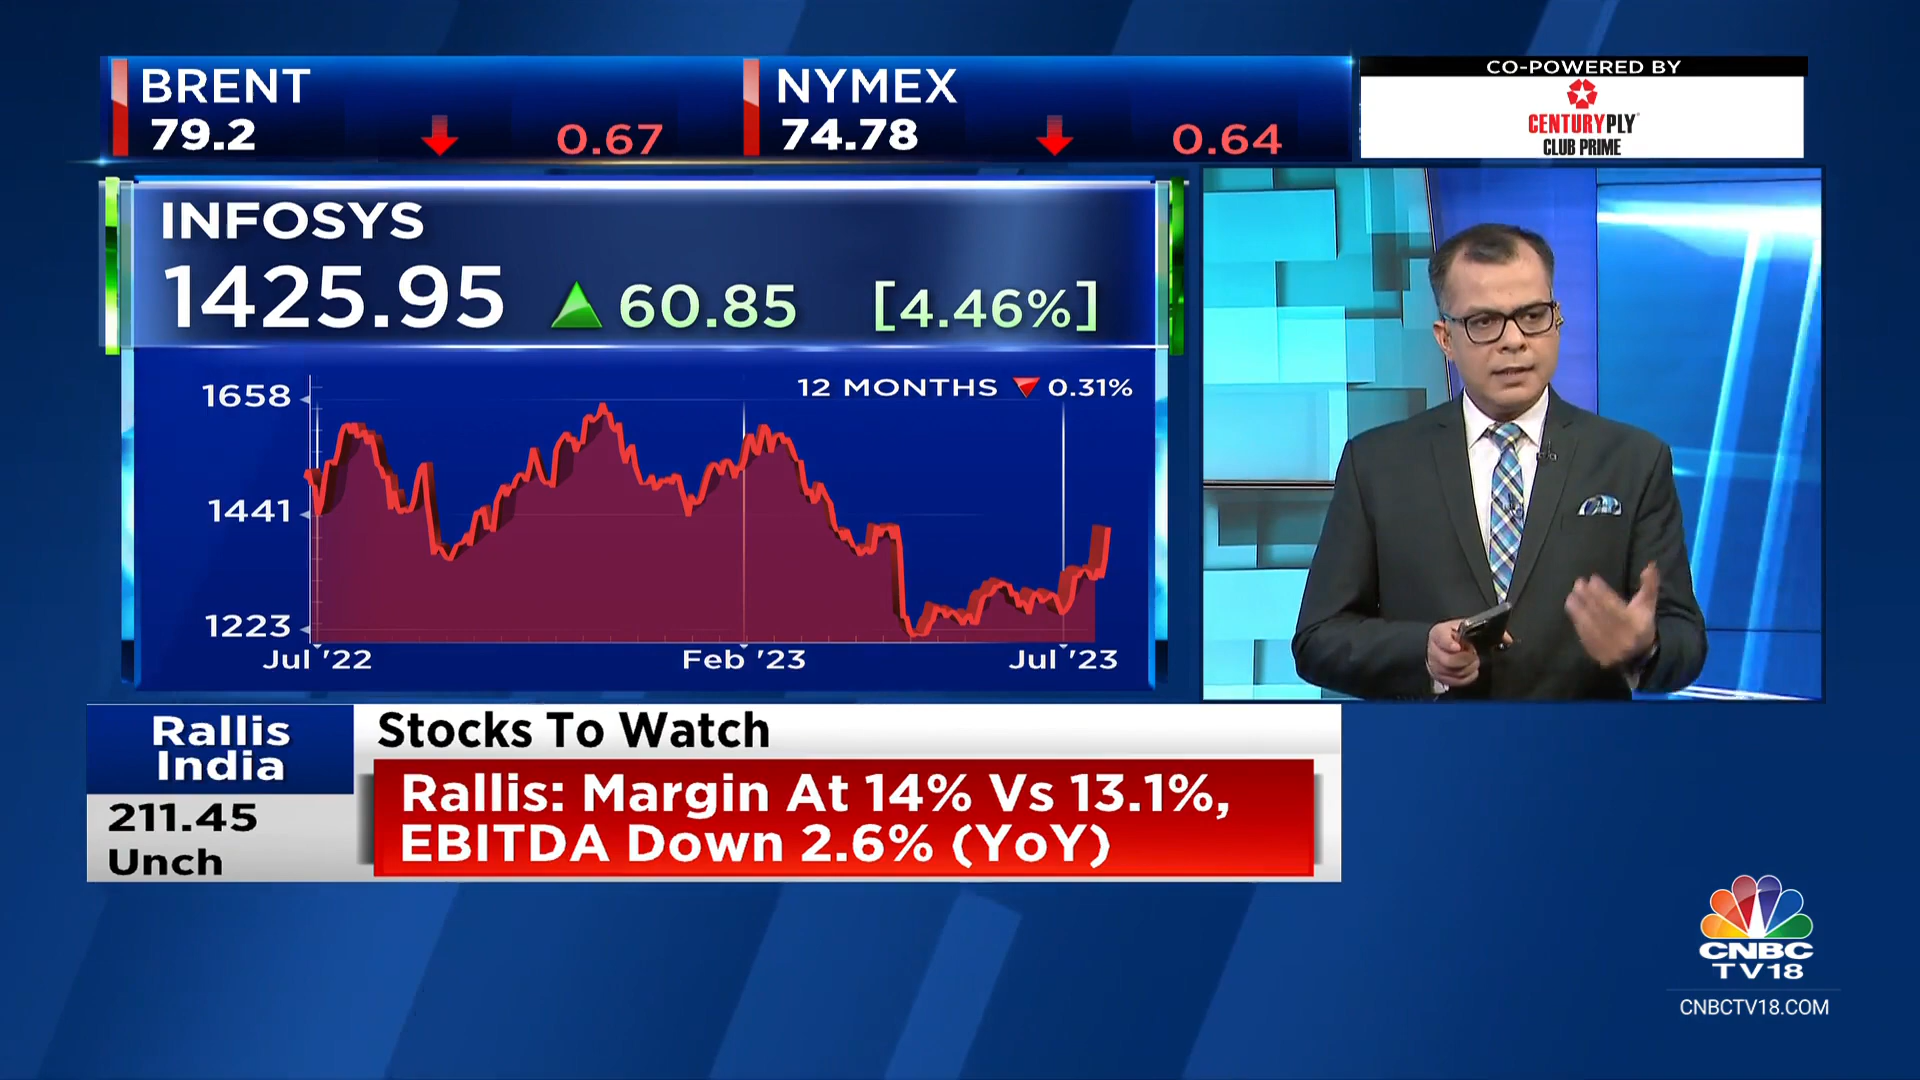 BRENT
79.2 0.67
NYMEX
74.78 0.64
CO-POWERED BY
CENTURYPLY
CLUB PRIME
INFOSYS
1425.95 60.85 [4.46%]
12 MONTHS 0.31%
1658
1441
1223
Jul '22 Feb '23 Jul '23
Rallis
India
211.45
Unch
Stocks To Watch
Rallis: Margin At 14% Vs 13.1%,
EBITDA Down 2.6% (YoY)
CNBC
TV18
CNBCTV18.COM